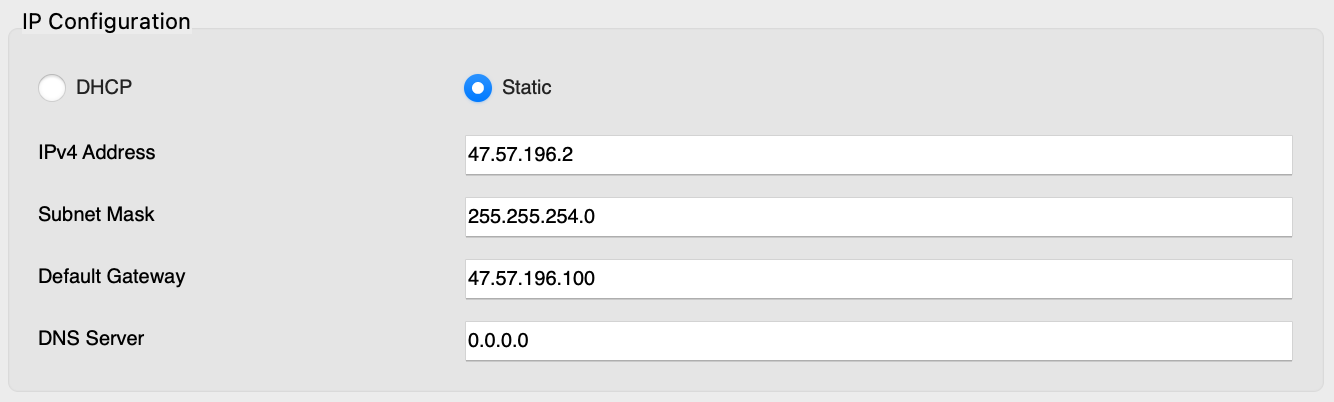 IP Configuration
DHCP Static
IPv4 Address 47.57.196.2
Subnet Mask 255.255.254.0
Default Gateway 47.57.196.100
DNS Server 0.0.0.0